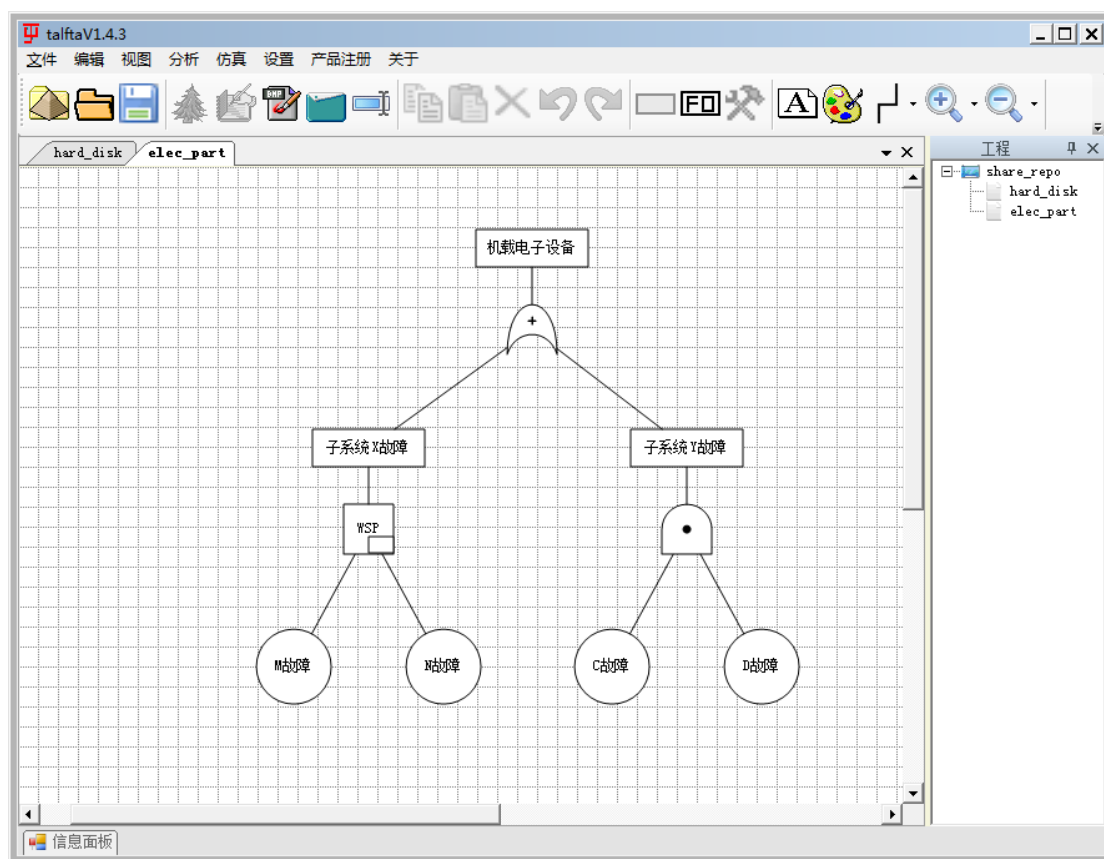 talftaV1.4.3
文件 编辑 视图 分析 仿真 设置 产品注册 关于
DMP FD A
hard_disk elec_part 工程
share_repo
hard_disk
elec_part
机载电子设备
+
子系统X故障 子系统Y故障
WSP
M故障 N故障 C故障 D故障
信息面板